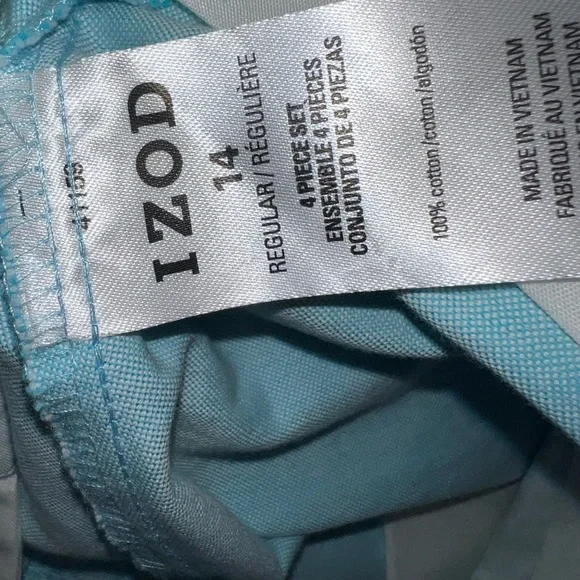 IZOD
14
REGULAR / RÉGULIÈRE
4 PIECE SET
ENSEMBLE 4 PIÈCES
CONJUNTO DE 4 PIEZAS
100% cotton/coton/algodón
MADE IN VIETNAM
FABRIQUÉ AU VIETNAM